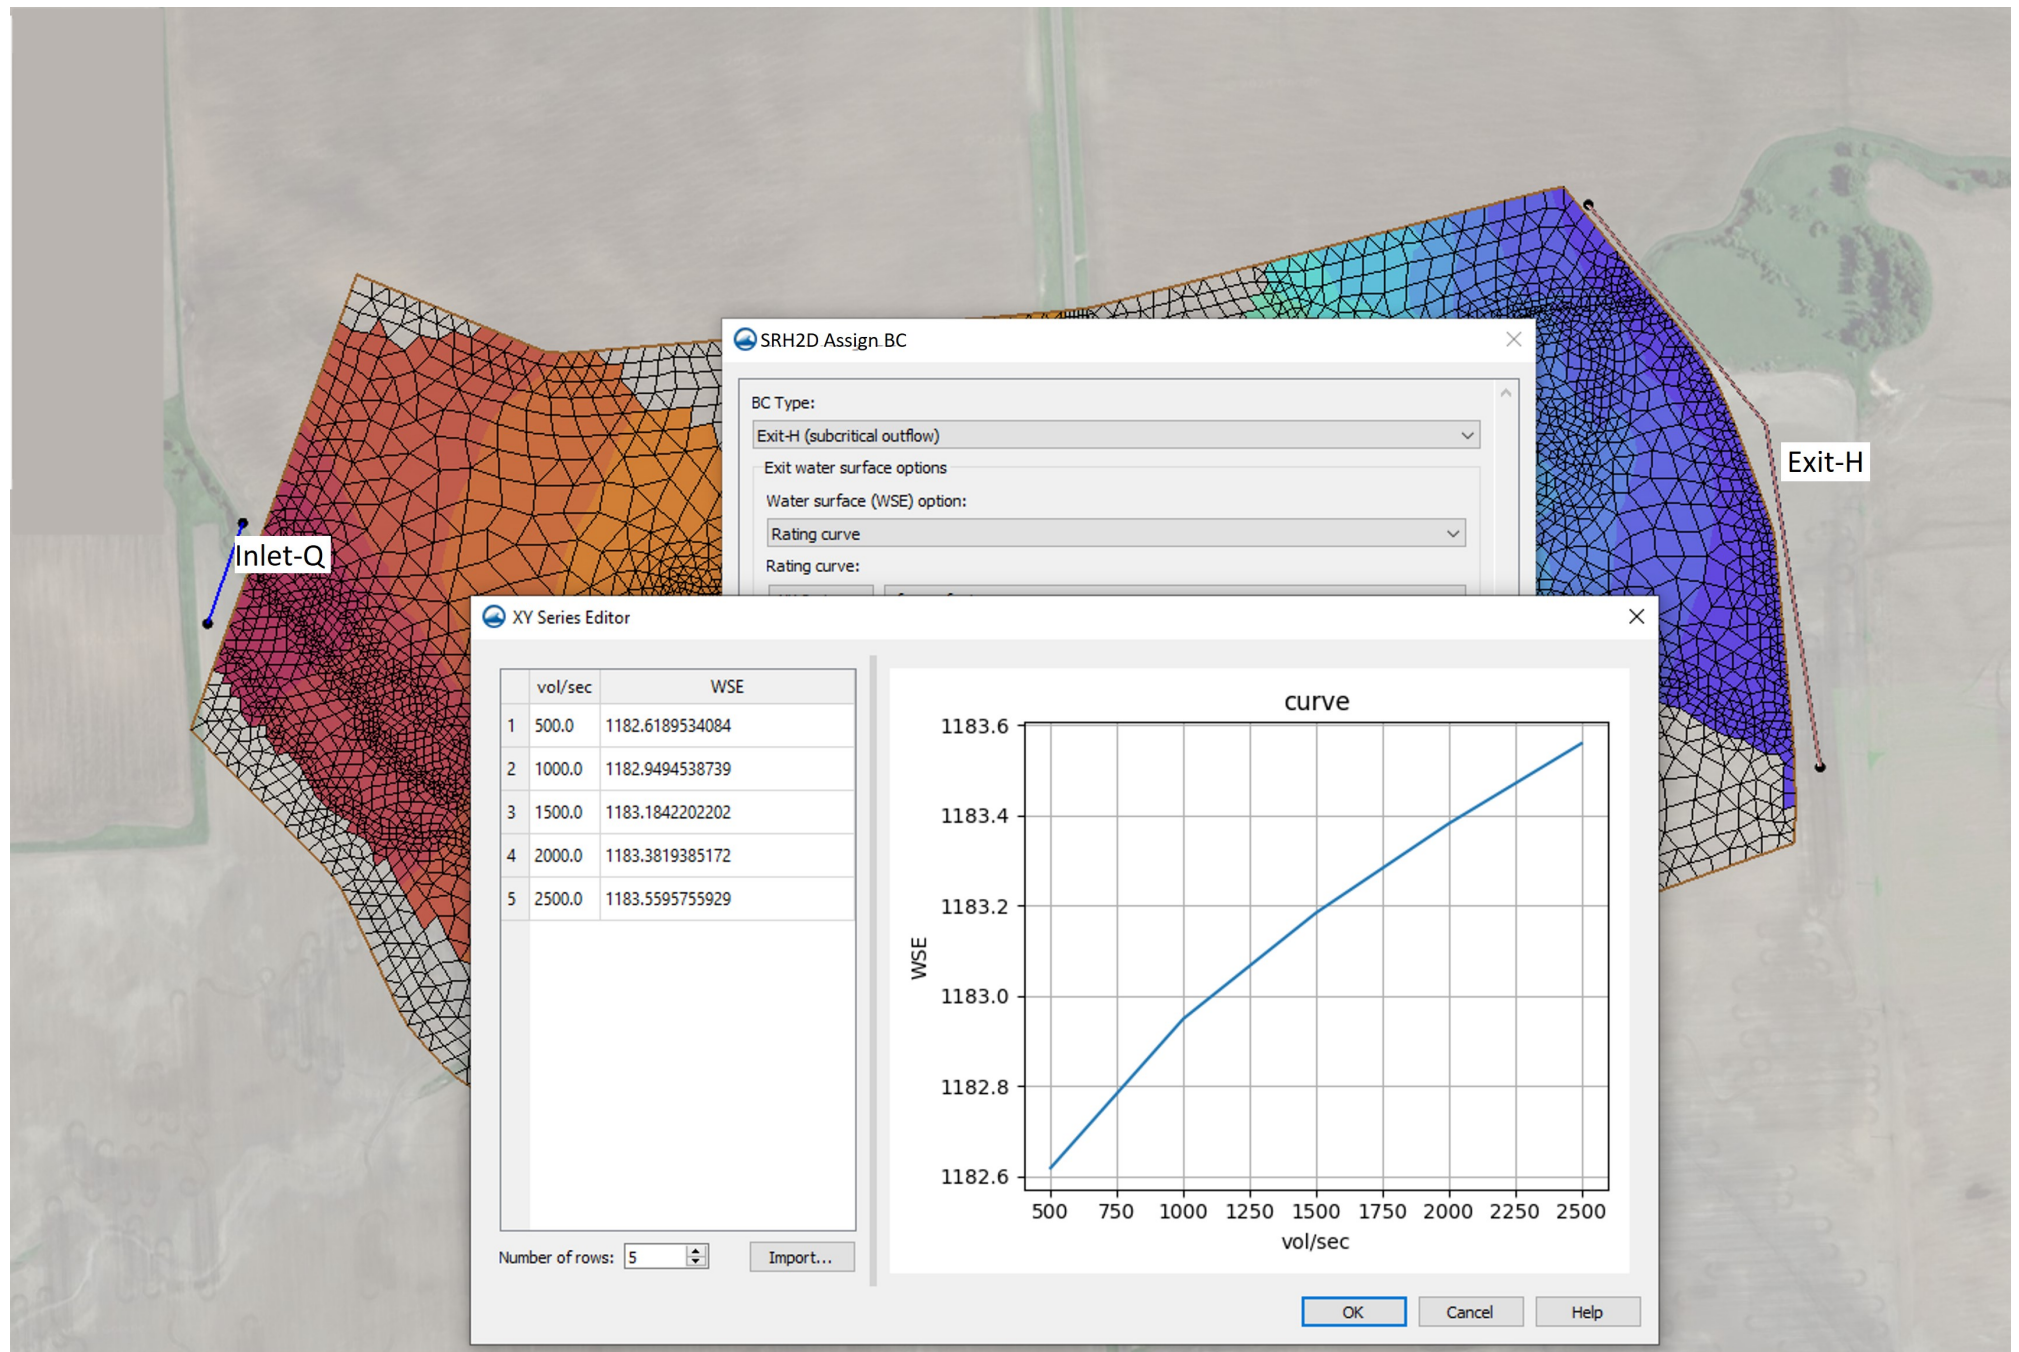 SRH2D Assign BC
BC Type:
Exit-H (subcritical outflow)
Exit water surface options
Water surface (WSE) option:
Rating curve
Rating curve:
Exit-H
Inlet-Q
XY Series Editor
vol/sec WSE
1 500.0 1182.6189534084
2 1000.0 1182.9494538739
3 1500.0 1183.1842202202
4 2000.0 1183.3819385172
5 2500.0 1183.5595755929
Number of rows: 5 Import...
curve
1183.6
1183.4
1183.2
1183.0
1182.8
1182.6
WSE
500 750 1000 1250 1500 1750 2000 2250 2500
vol/sec
OK Cancel Help